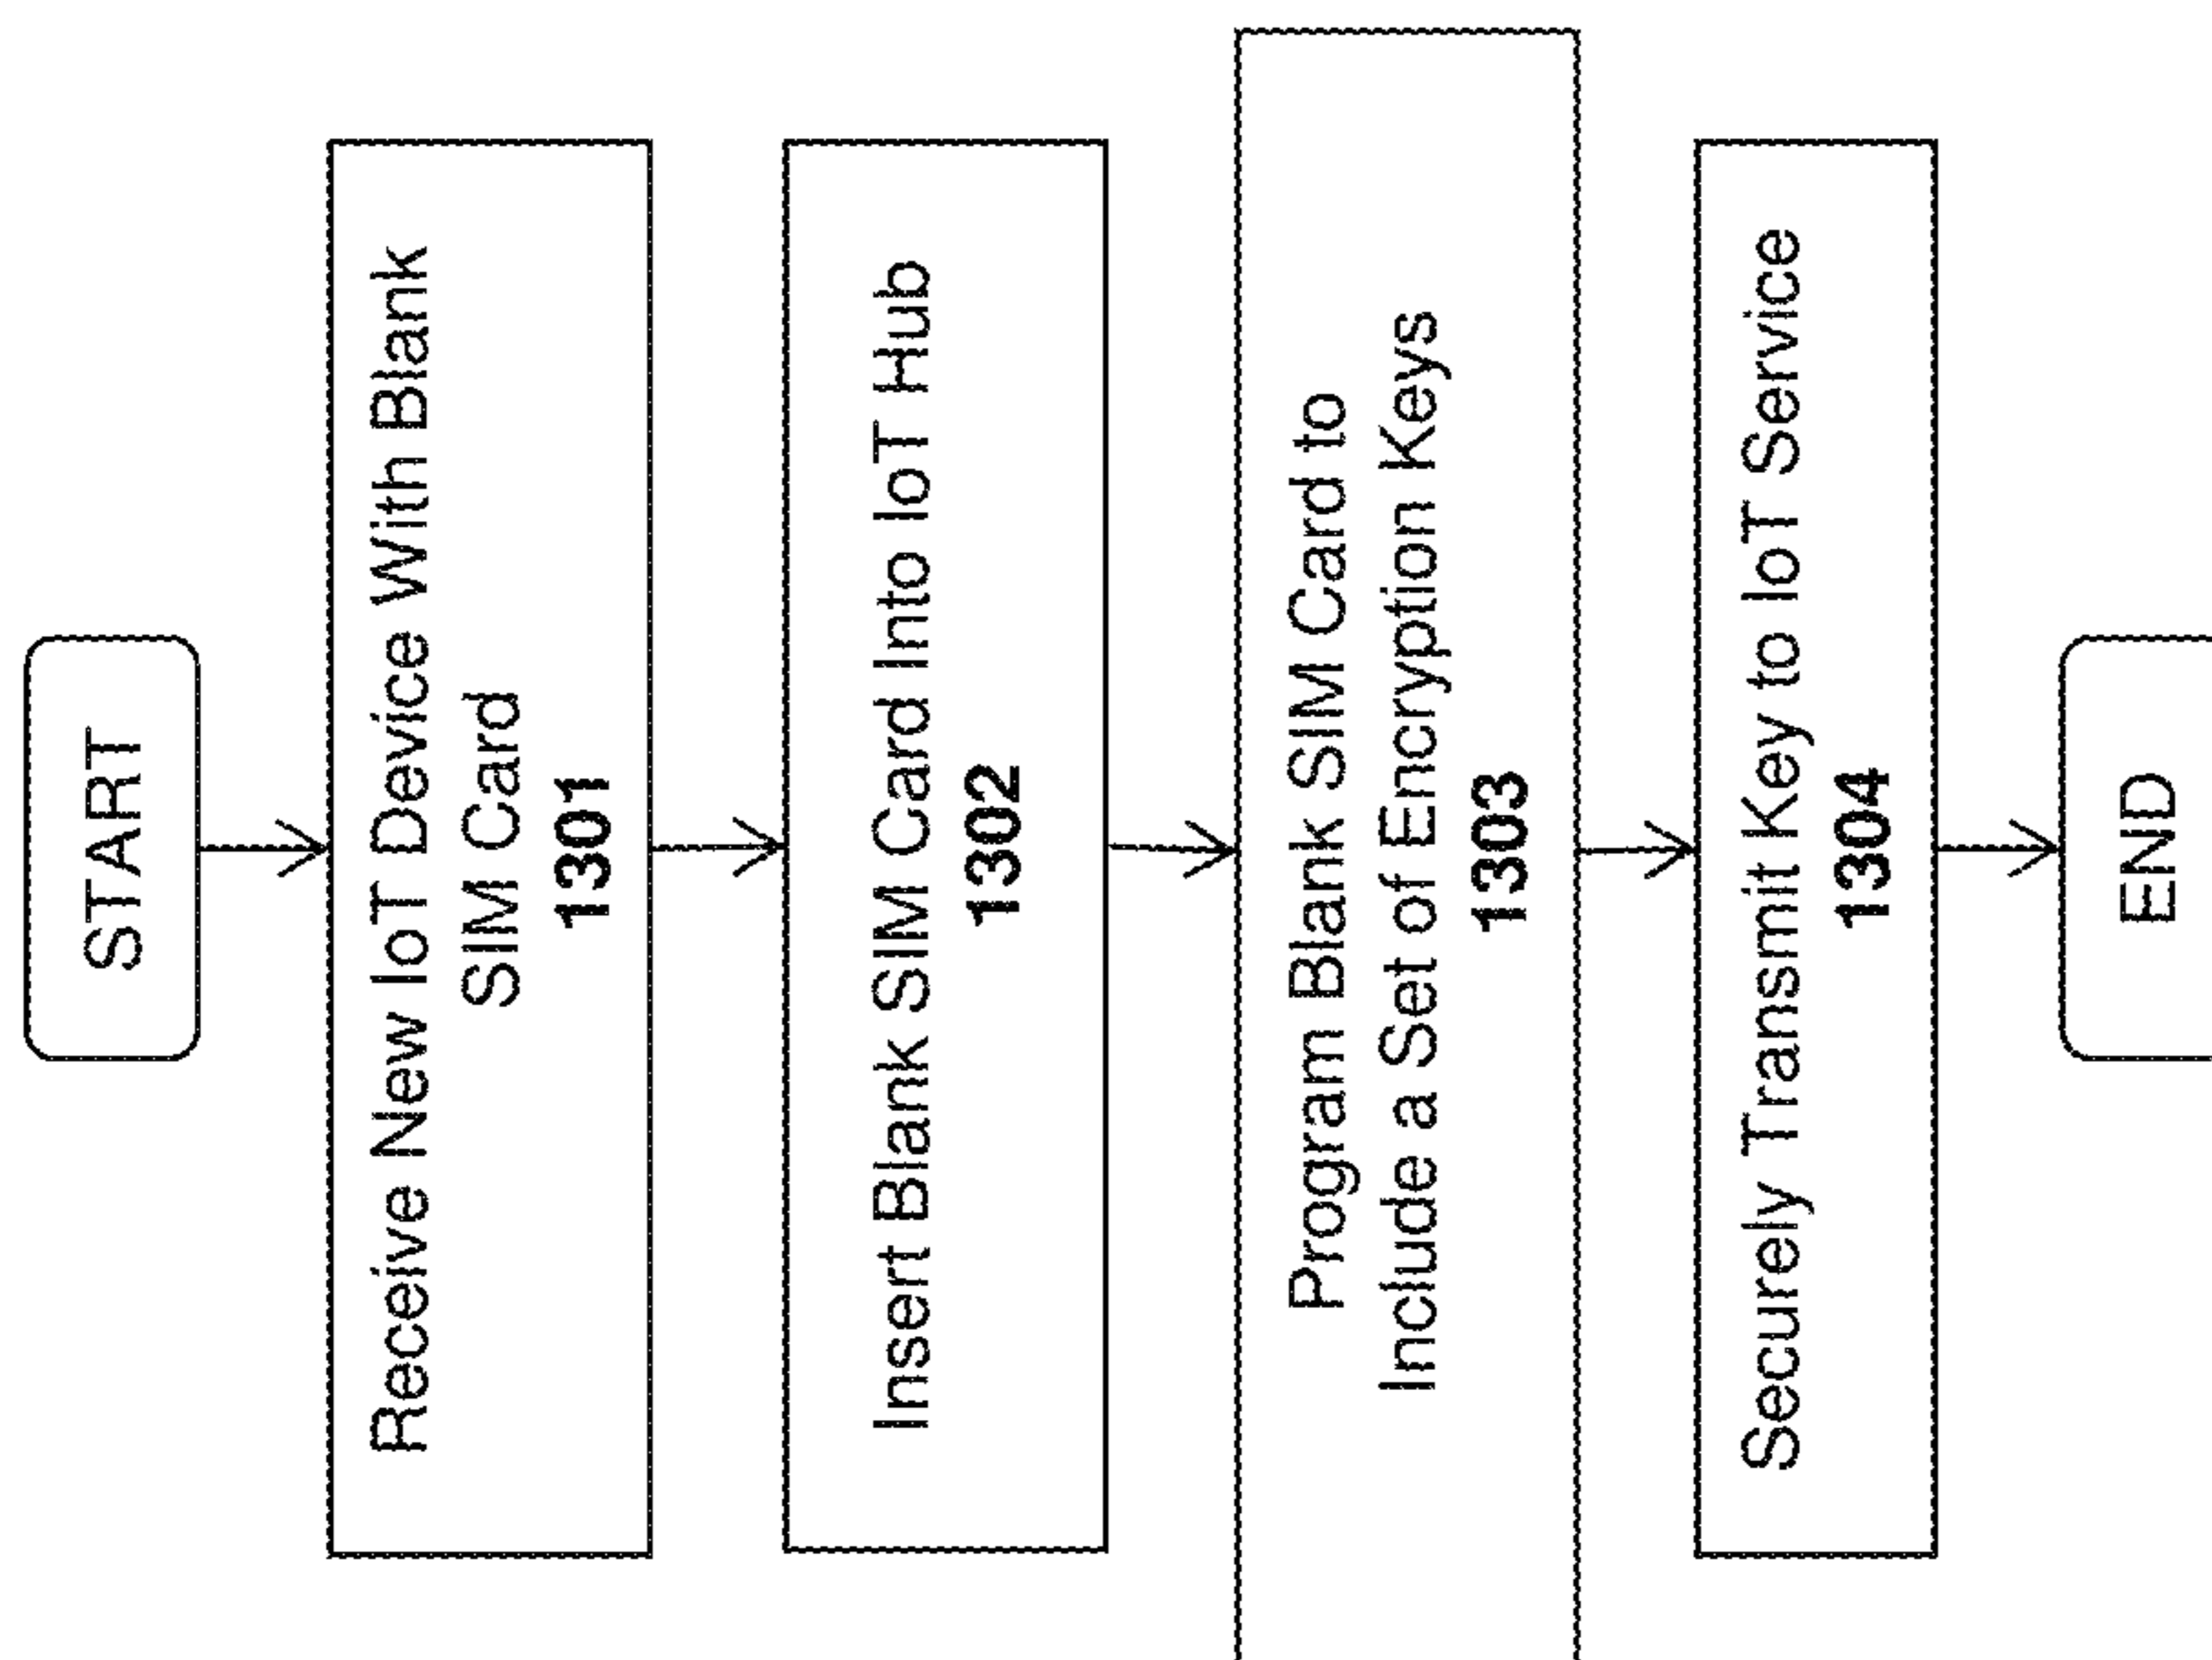 START
Receive New IoT Device With Blank
SIM Card
1301
Insert Blank SIM Card Into IoT Hub
1302
Program Blank SIM Card to
Include a Set of Encryption Keys
1303
Securely Transmit Key to IoT Service
1304
END